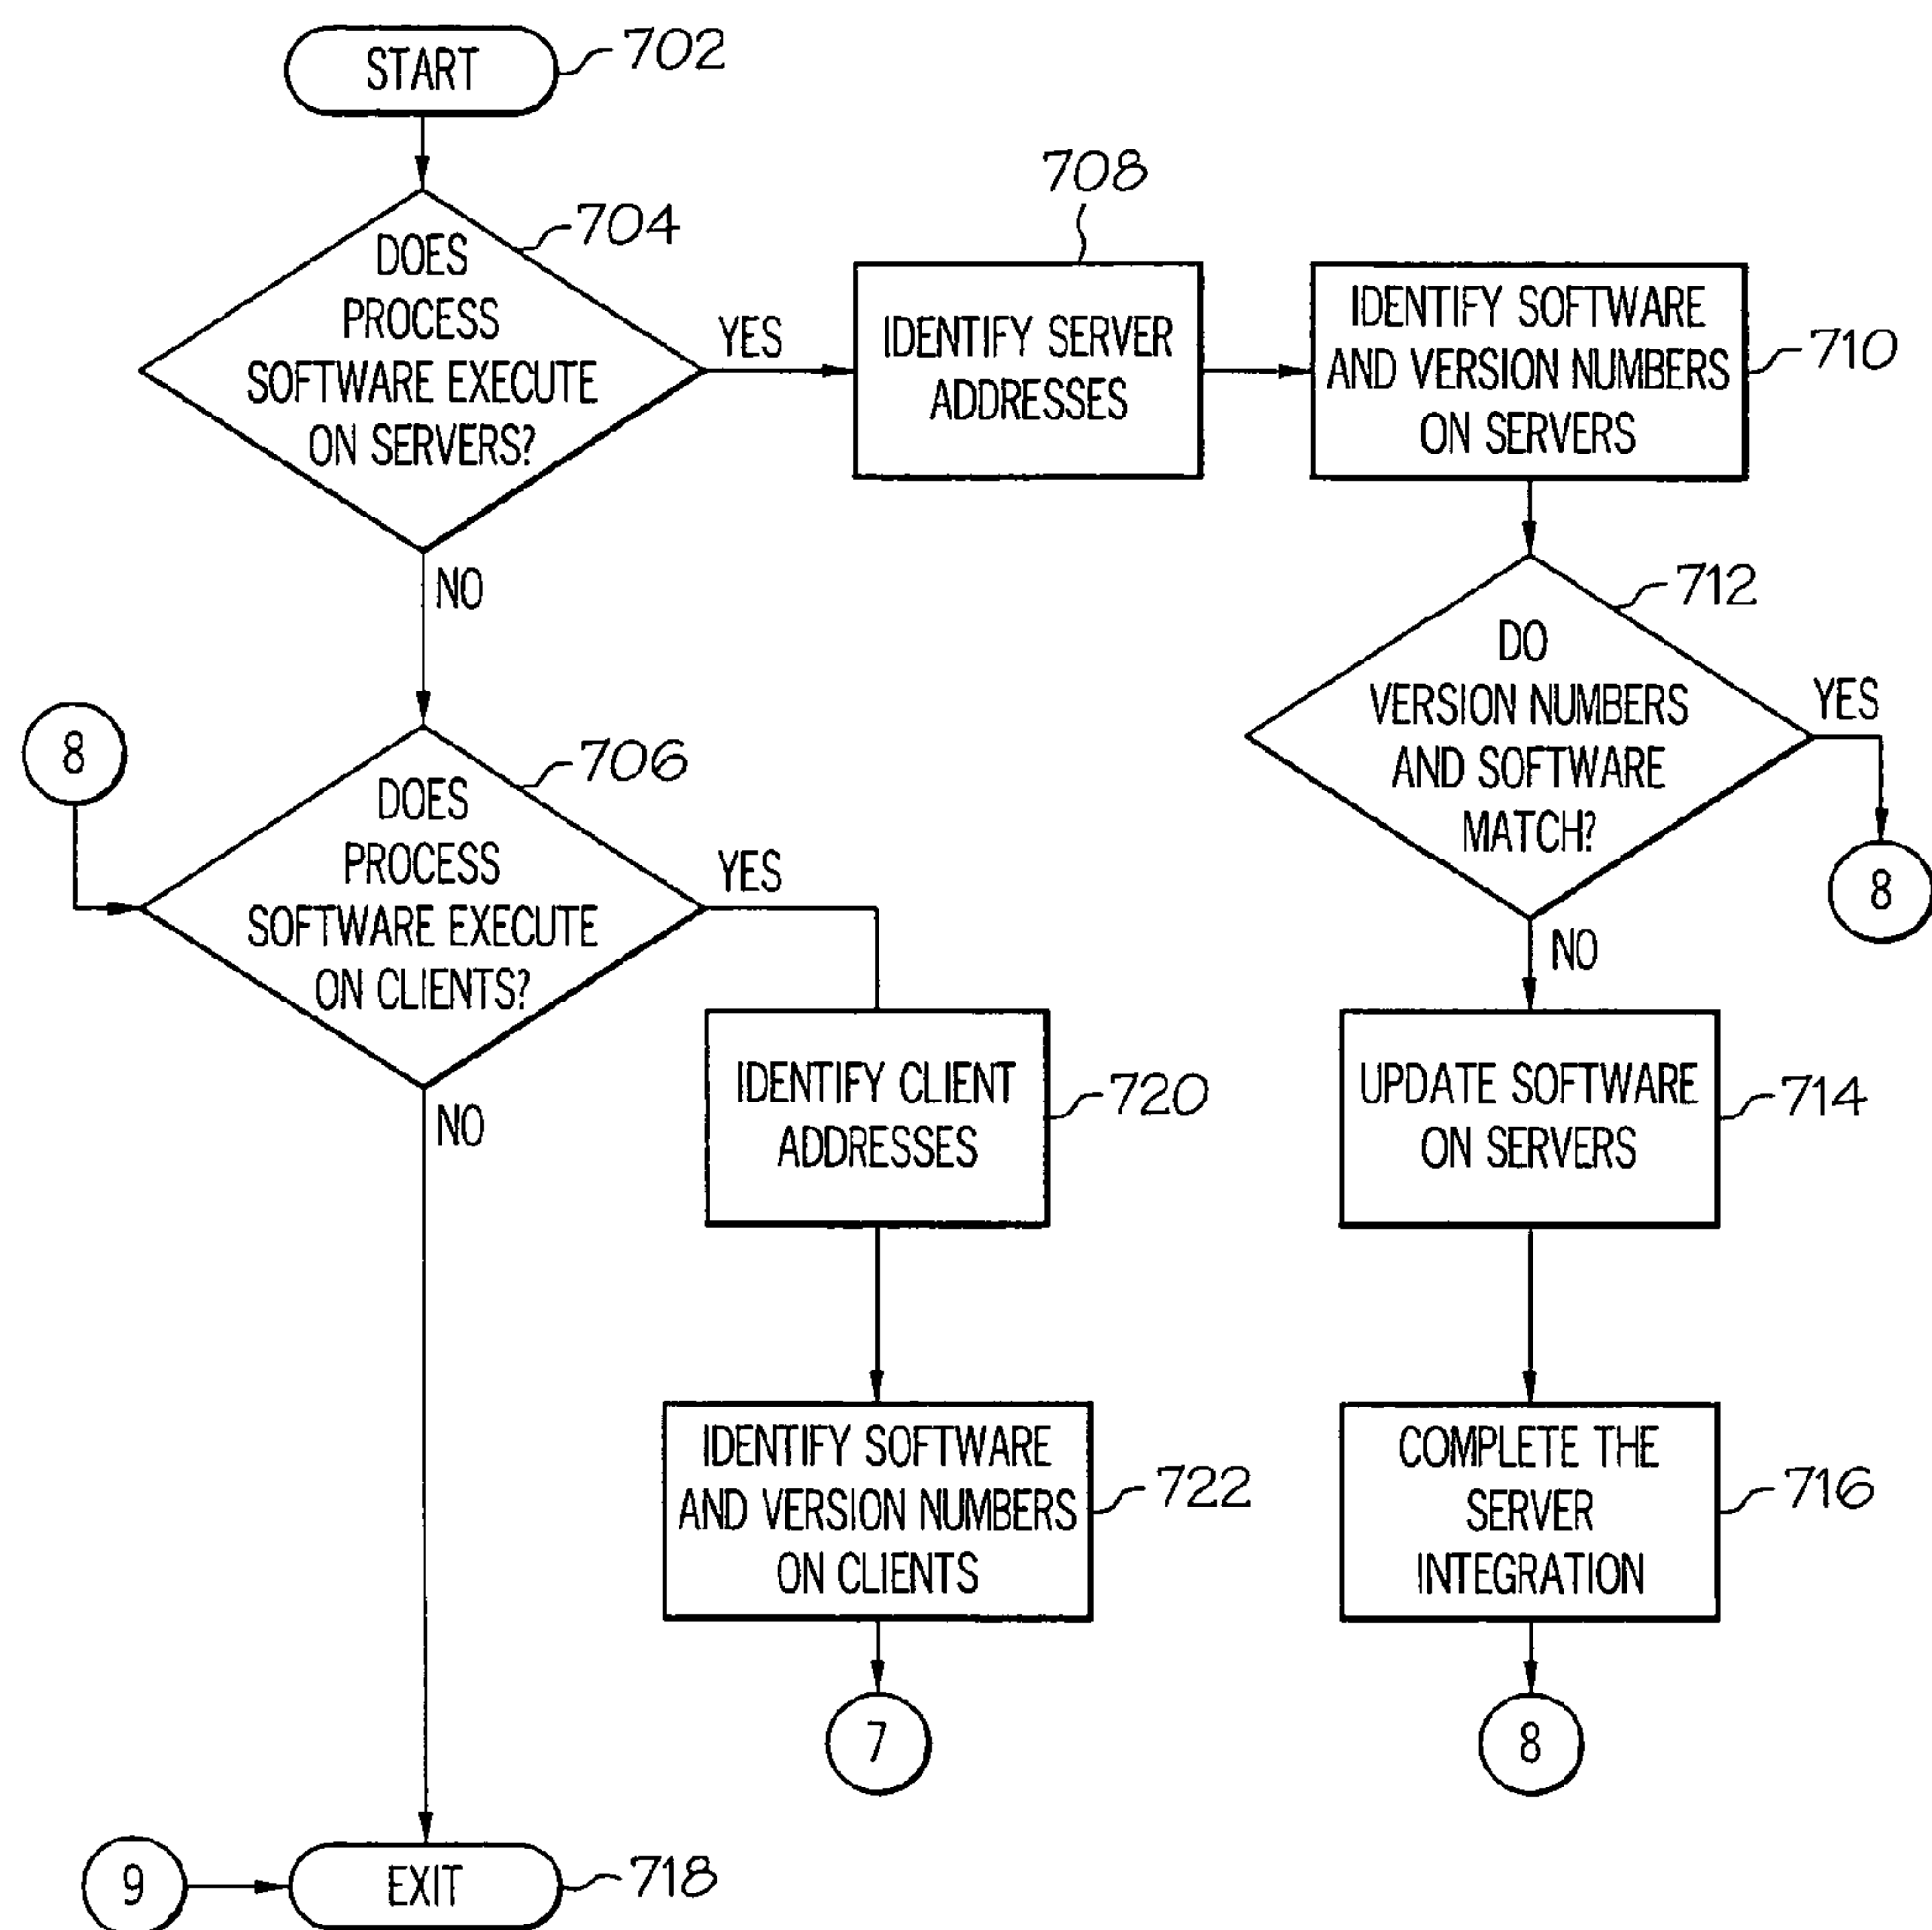 START
702
DOES
PROCESS
SOFTWARE EXECUTE
ON SERVERS?
704
YES
NO
708
IDENTIFY SERVER
ADDRESSES
IDENTIFY SOFTWARE
AND VERSION NUMBERS
ON SERVERS
710
DO
VERSION NUMBERS
AND SOFTWARE
MATCH?
712
YES
8
NO
8
DOES
PROCESS
SOFTWARE EXECUTE
ON CLIENTS?
706
YES
NO
IDENTIFY CLIENT
ADDRESSES
720
UPDATE SOFTWARE
ON SERVERS
714
IDENTIFY SOFTWARE
AND VERSION NUMBERS
ON CLIENTS
722
COMPLETE THE
SERVER
INTEGRATION
716
7
8
9
EXIT
718